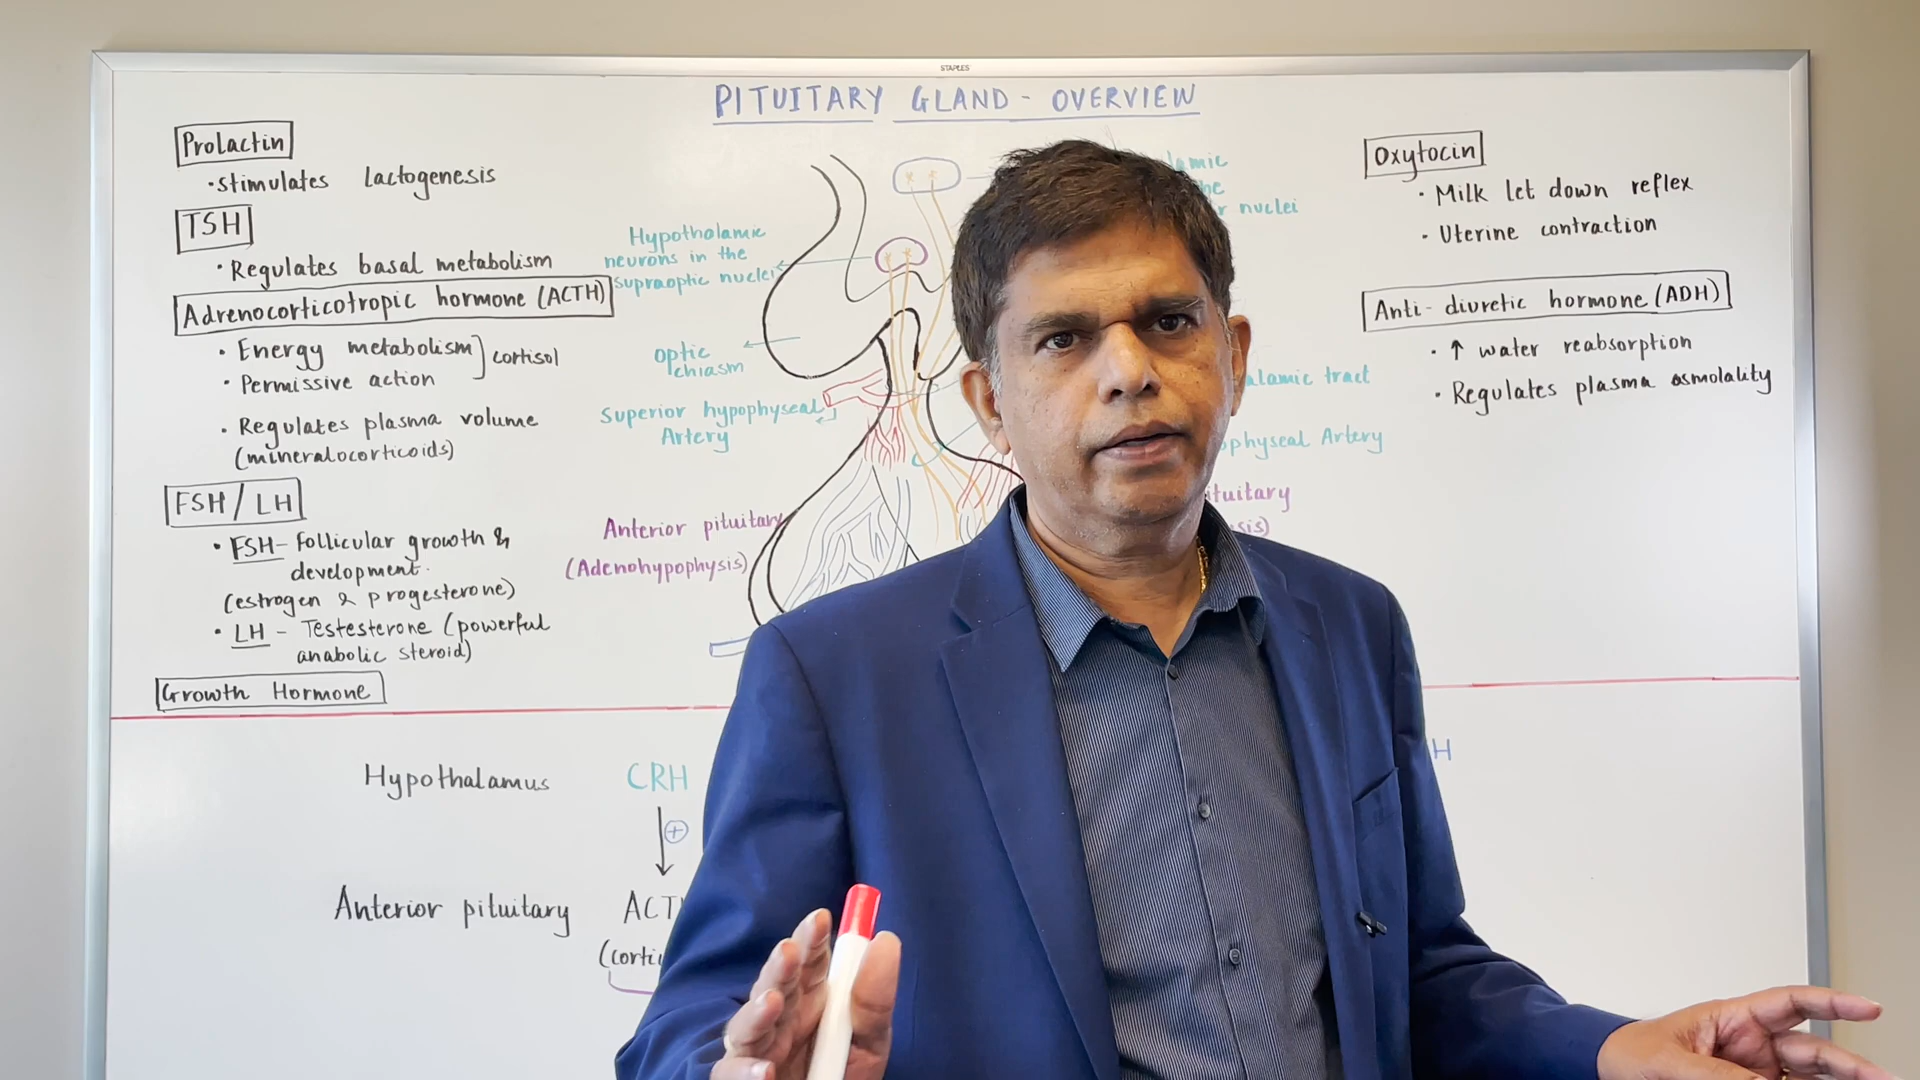 STAPLES
PITUITARY GLAND - OVERVIEW
Prolactin
• Stimulates lactogenesis
TSH
• Regulates basal metabolism
Adrenocorticotropic hormone (ACTH)
• Energy metabolism
• Permissive action
] cortisol
• Regulates plasma volume
(mineralocorticoids)
FSH / LH
• FSH - Follicular growth &
development.
(estrogen & progesterone)
• LH - Testesterone (powerful
anabolic steroid)
Growth Hormone
Hypothalamic
neurons in the
supraoptic nuclei
optic
chiasm
Superior hypophyseal
Artery
Anterior pituitary
(Adenohypophysis)
nuclei
tract
Artery
Oxytocin
• Milk let down reflex
• Uterine contraction
Anti-diuretic hormone (ADH)
• ↑ water reabsorption
• Regulates plasma osmolality
Hypothalamus CRH
+
Anterior pituitary ACT
(corti
H